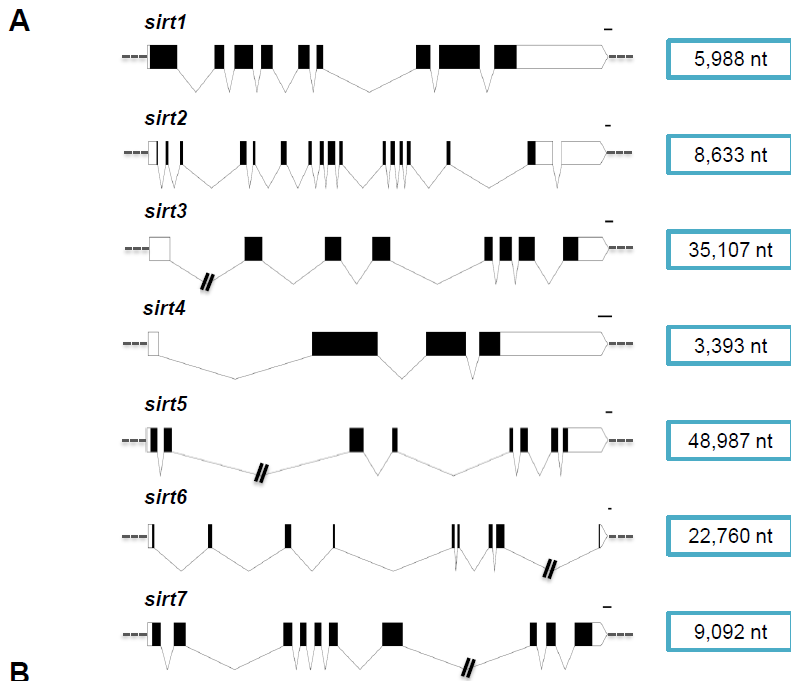 A
sirt1
5,988 nt
sirt2
8,633 nt
sirt3
35,107 nt
sirt4
3,393 nt
sirt5
48,987 nt
sirt6
22,760 nt
sirt7
9,092 nt
B